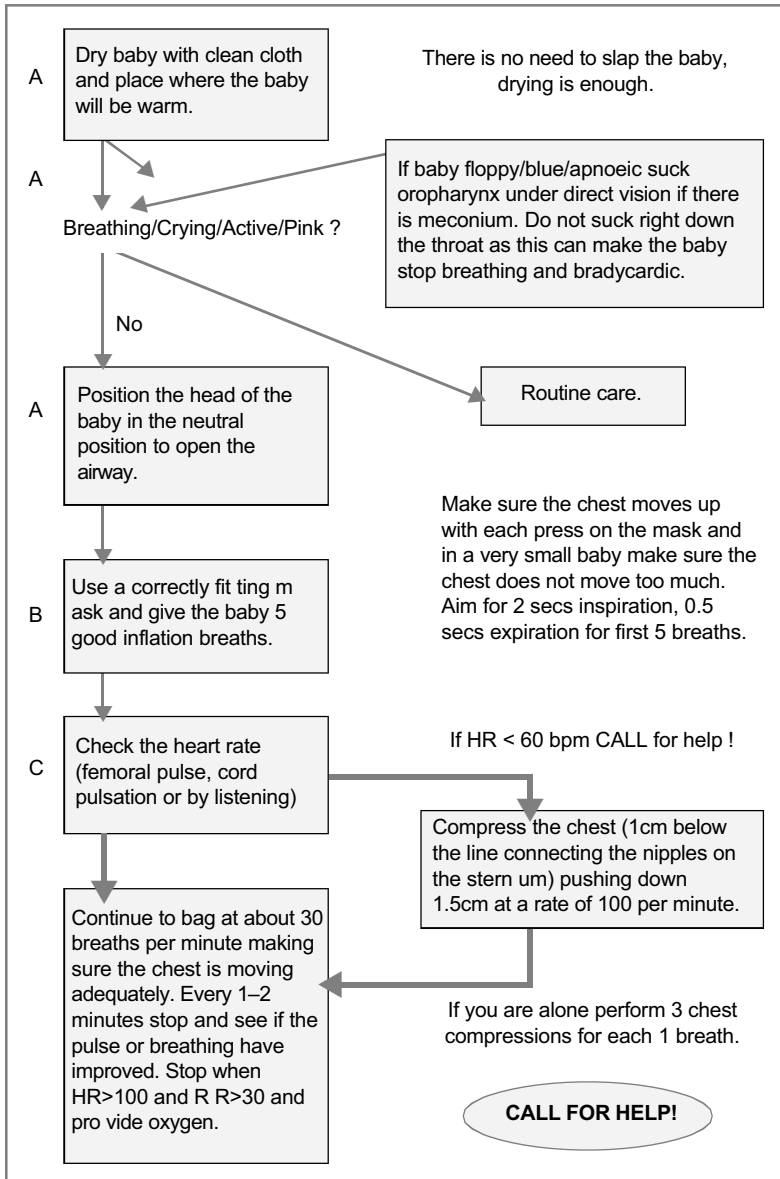 A
Dry baby with clean cloth
and place where the baby
will be warm.
There is no need to slap the baby,
drying is enough.
A
If baby floppy/blue/apnoeic suck
oropharynx under direct vision if there
is meconium. Do not suck right down
the throat as this can make the baby
stop breathing and bradycardic.
Breathing/Crying/Active/Pink ?
No
A
Position the head of the
baby in the neutral
position to open the
airway.
Routine care.
Make sure the chest moves up
with each press on the mask and
in a very small baby make sure the
chest does not move too much.
Aim for 2 secs inspiration, 0.5
secs expiration for first 5 breaths.
B
Use a correctly fit ting m
ask and give the baby 5
good inflation breaths.
C
Check the heart rate
(femoral pulse, cord
pulsation or by listening)
If HR < 60 bpm CALL for help !
Compress the chest (1cm below
the line connecting the nipples on
the stern um) pushing down
1.5cm at a rate of 100 per minute.
Continue to bag at about 30
breaths per minute making
sure the chest is moving
adequately. Every 1–2
minutes stop and see if the
pulse or breathing have
improved. Stop when
HR>100 and R R>30 and
pro vide oxygen.
If you are alone perform 3 chest
compressions for each 1 breath.
CALL FOR HELP!